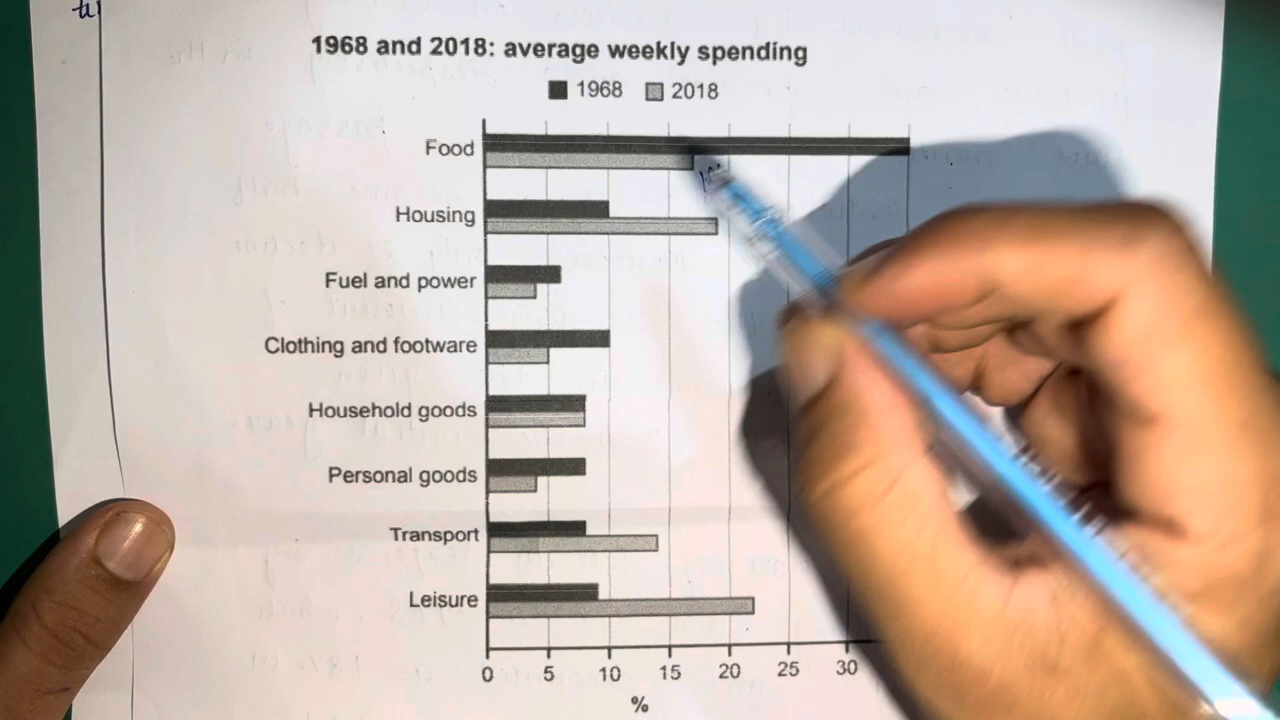 1968 and 2018: average weekly spending
1968 2018
Food
Housing
Fuel and power
Clothing and footware
Household goods
Personal goods
Transport
Leisure
0 5 10 15 20 25 30
%